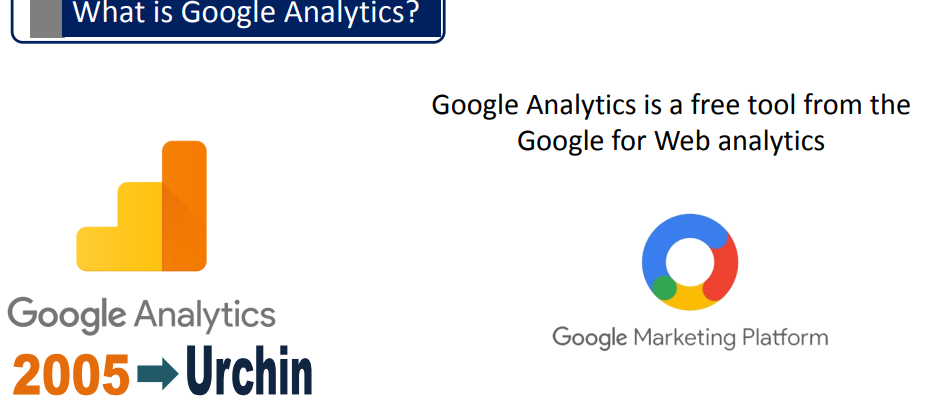 What is Google Analytics?
Google Analytics is a free tool from the
Google for Web analytics
Google Analytics
2005 Urchin
Google Marketing Platform